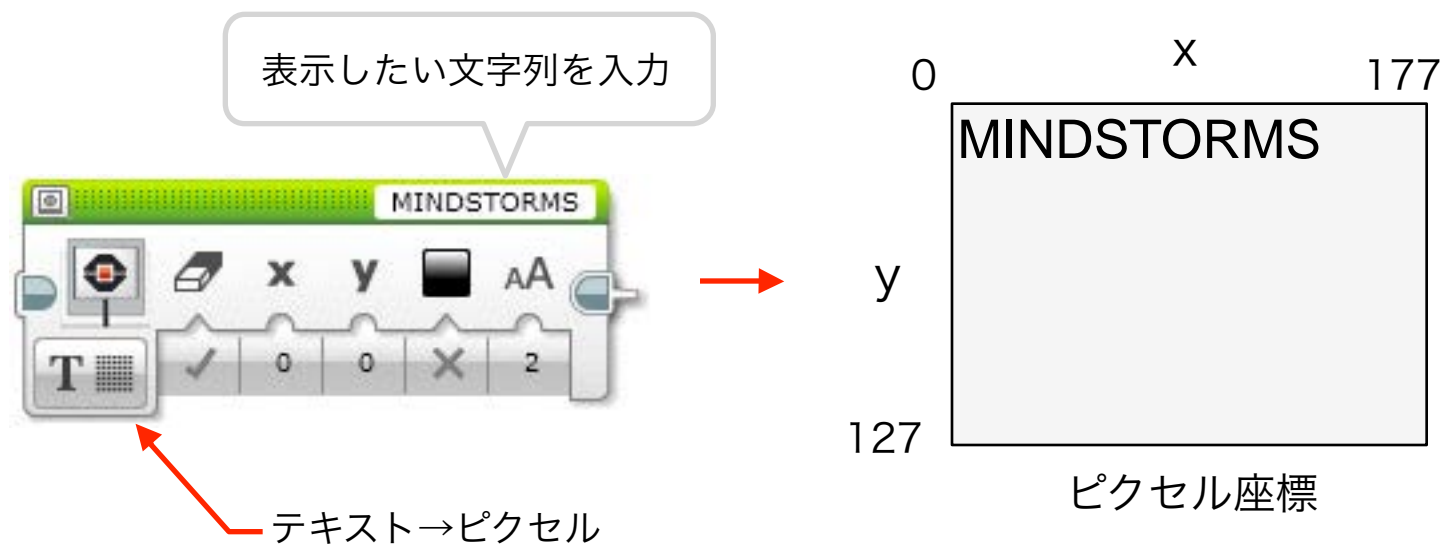 表示したい文字列を入力
MINDSTORMS
x y AA
T 0 0 2
テキスト→ピクセル
x
0 177
MINDSTORMS
y
127
ピクセル座標